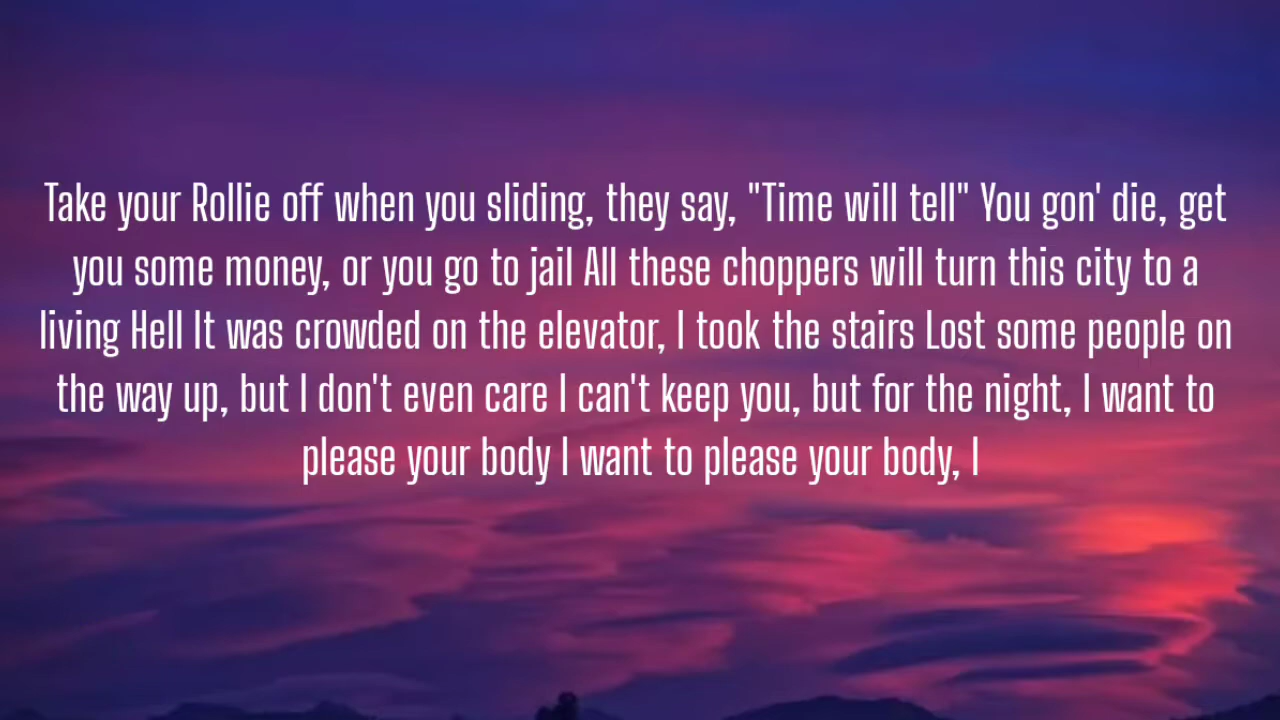 Take your Rollie off when you sliding, they say, "Time will tell" You gon' die, get
you some money, or you go to jail All these choppers will turn this city to a
living Hell It was crowded on the elevator, I took the stairs Lost some people on
the way up, but I don't even care I can't keep you, but for the night, I want to
please your body I want to please your body, I